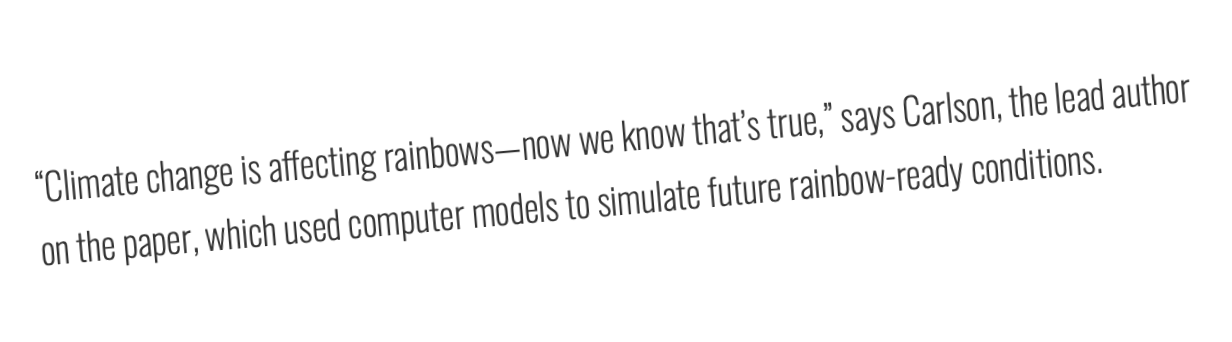 “Climate change is affecting rainbows—now we know that’s true,” says Carlson, the lead author
on the paper, which used computer models to simulate future rainbow-ready conditions.